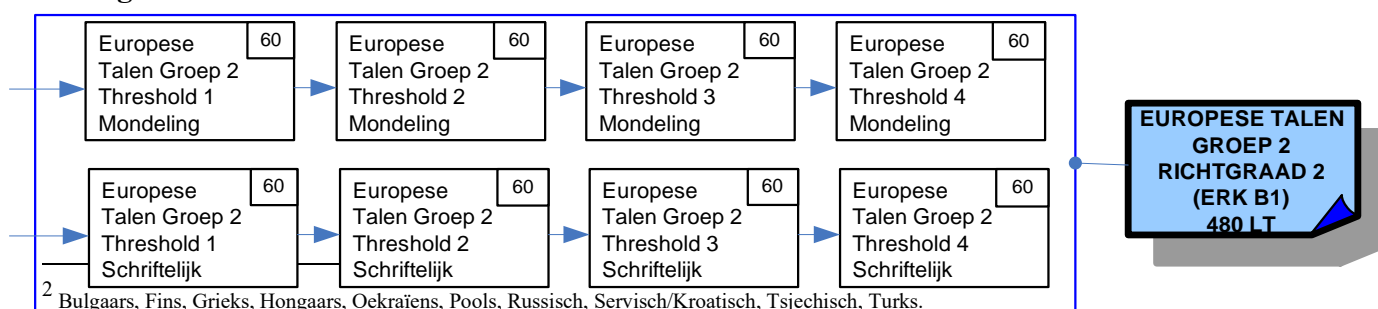 Europese
Talen Groep 2
Threshold 1
Mondeling
60
Europese
Talen Groep 2
Threshold 2
Mondeling
60
Europese
Talen Groep 2
Threshold 3
Mondeling
60
Europese
Talen Groep 2
Threshold 4
Mondeling
60
Europese
Talen Groep 2
Threshold 1
Schriftelijk
60
Europese
Talen Groep 2
Threshold 2
Schriftelijk
60
Europese
Talen Groep 2
Threshold 3
Schriftelijk
60
Europese
Talen Groep 2
Threshold 4
Schriftelijk
60
EUROPESE TALEN
GROEP 2
RICHTGRAAD 2
(ERK B1)
480 LT
2 Bulgaars, Fins, Grieks, Hongaars, Oekraïens, Pools, Russisch, Servisch/Kroatisch, Tsjechisch, Turks.